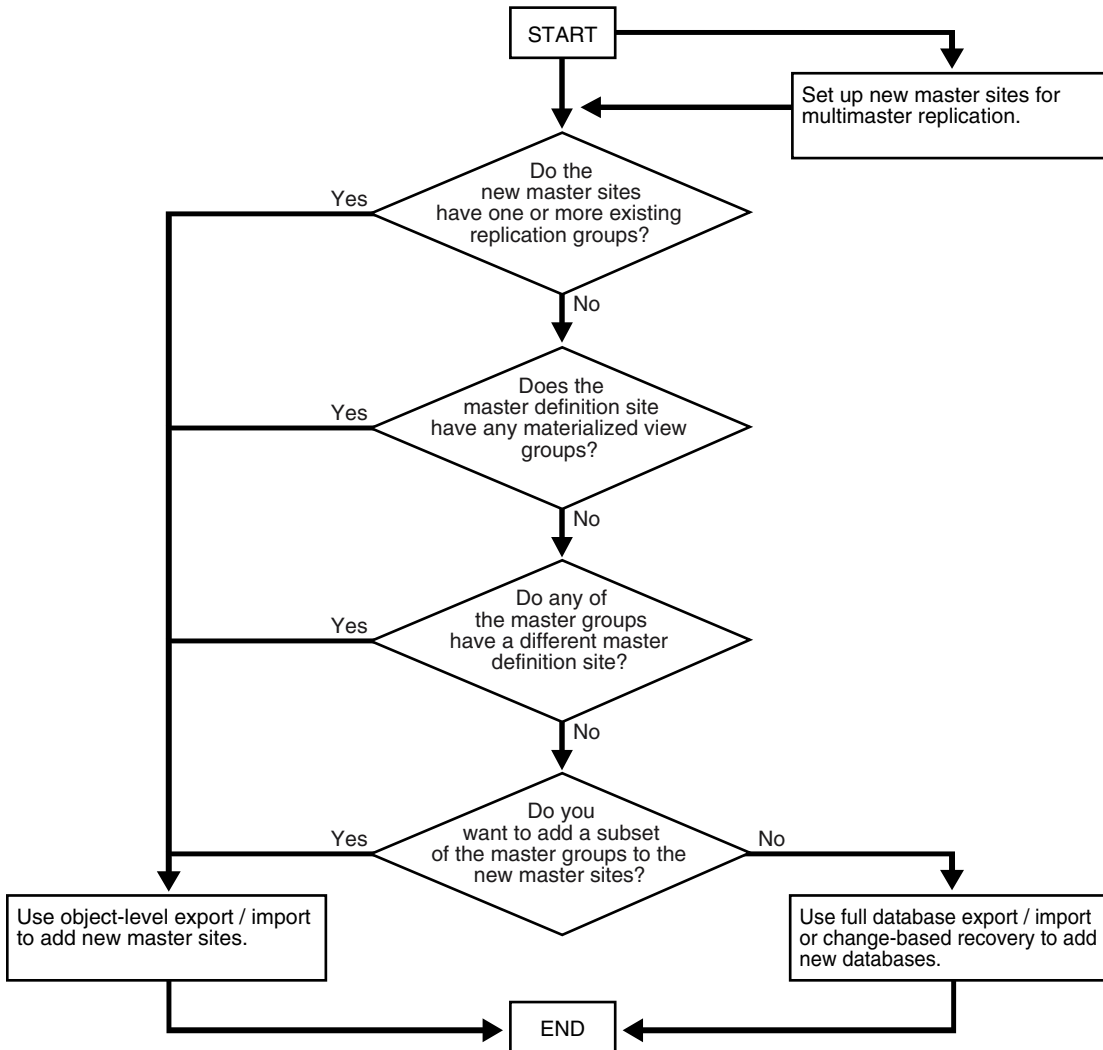 START
Set up new master sites for
multimaster replication.
Do the
new master sites
have one or more existing
replication groups?
Yes
No
Does the
master definition site
have any materialized view
groups?
Yes
No
Do any of
the master groups
have a different master
definition site?
Yes
No
Do you
want to add a subset
of the master groups to the
new master sites?
Yes
No
Use object-level export / import
to add new master sites.
Use full database export / import
or change-based recovery to add
new databases.
END